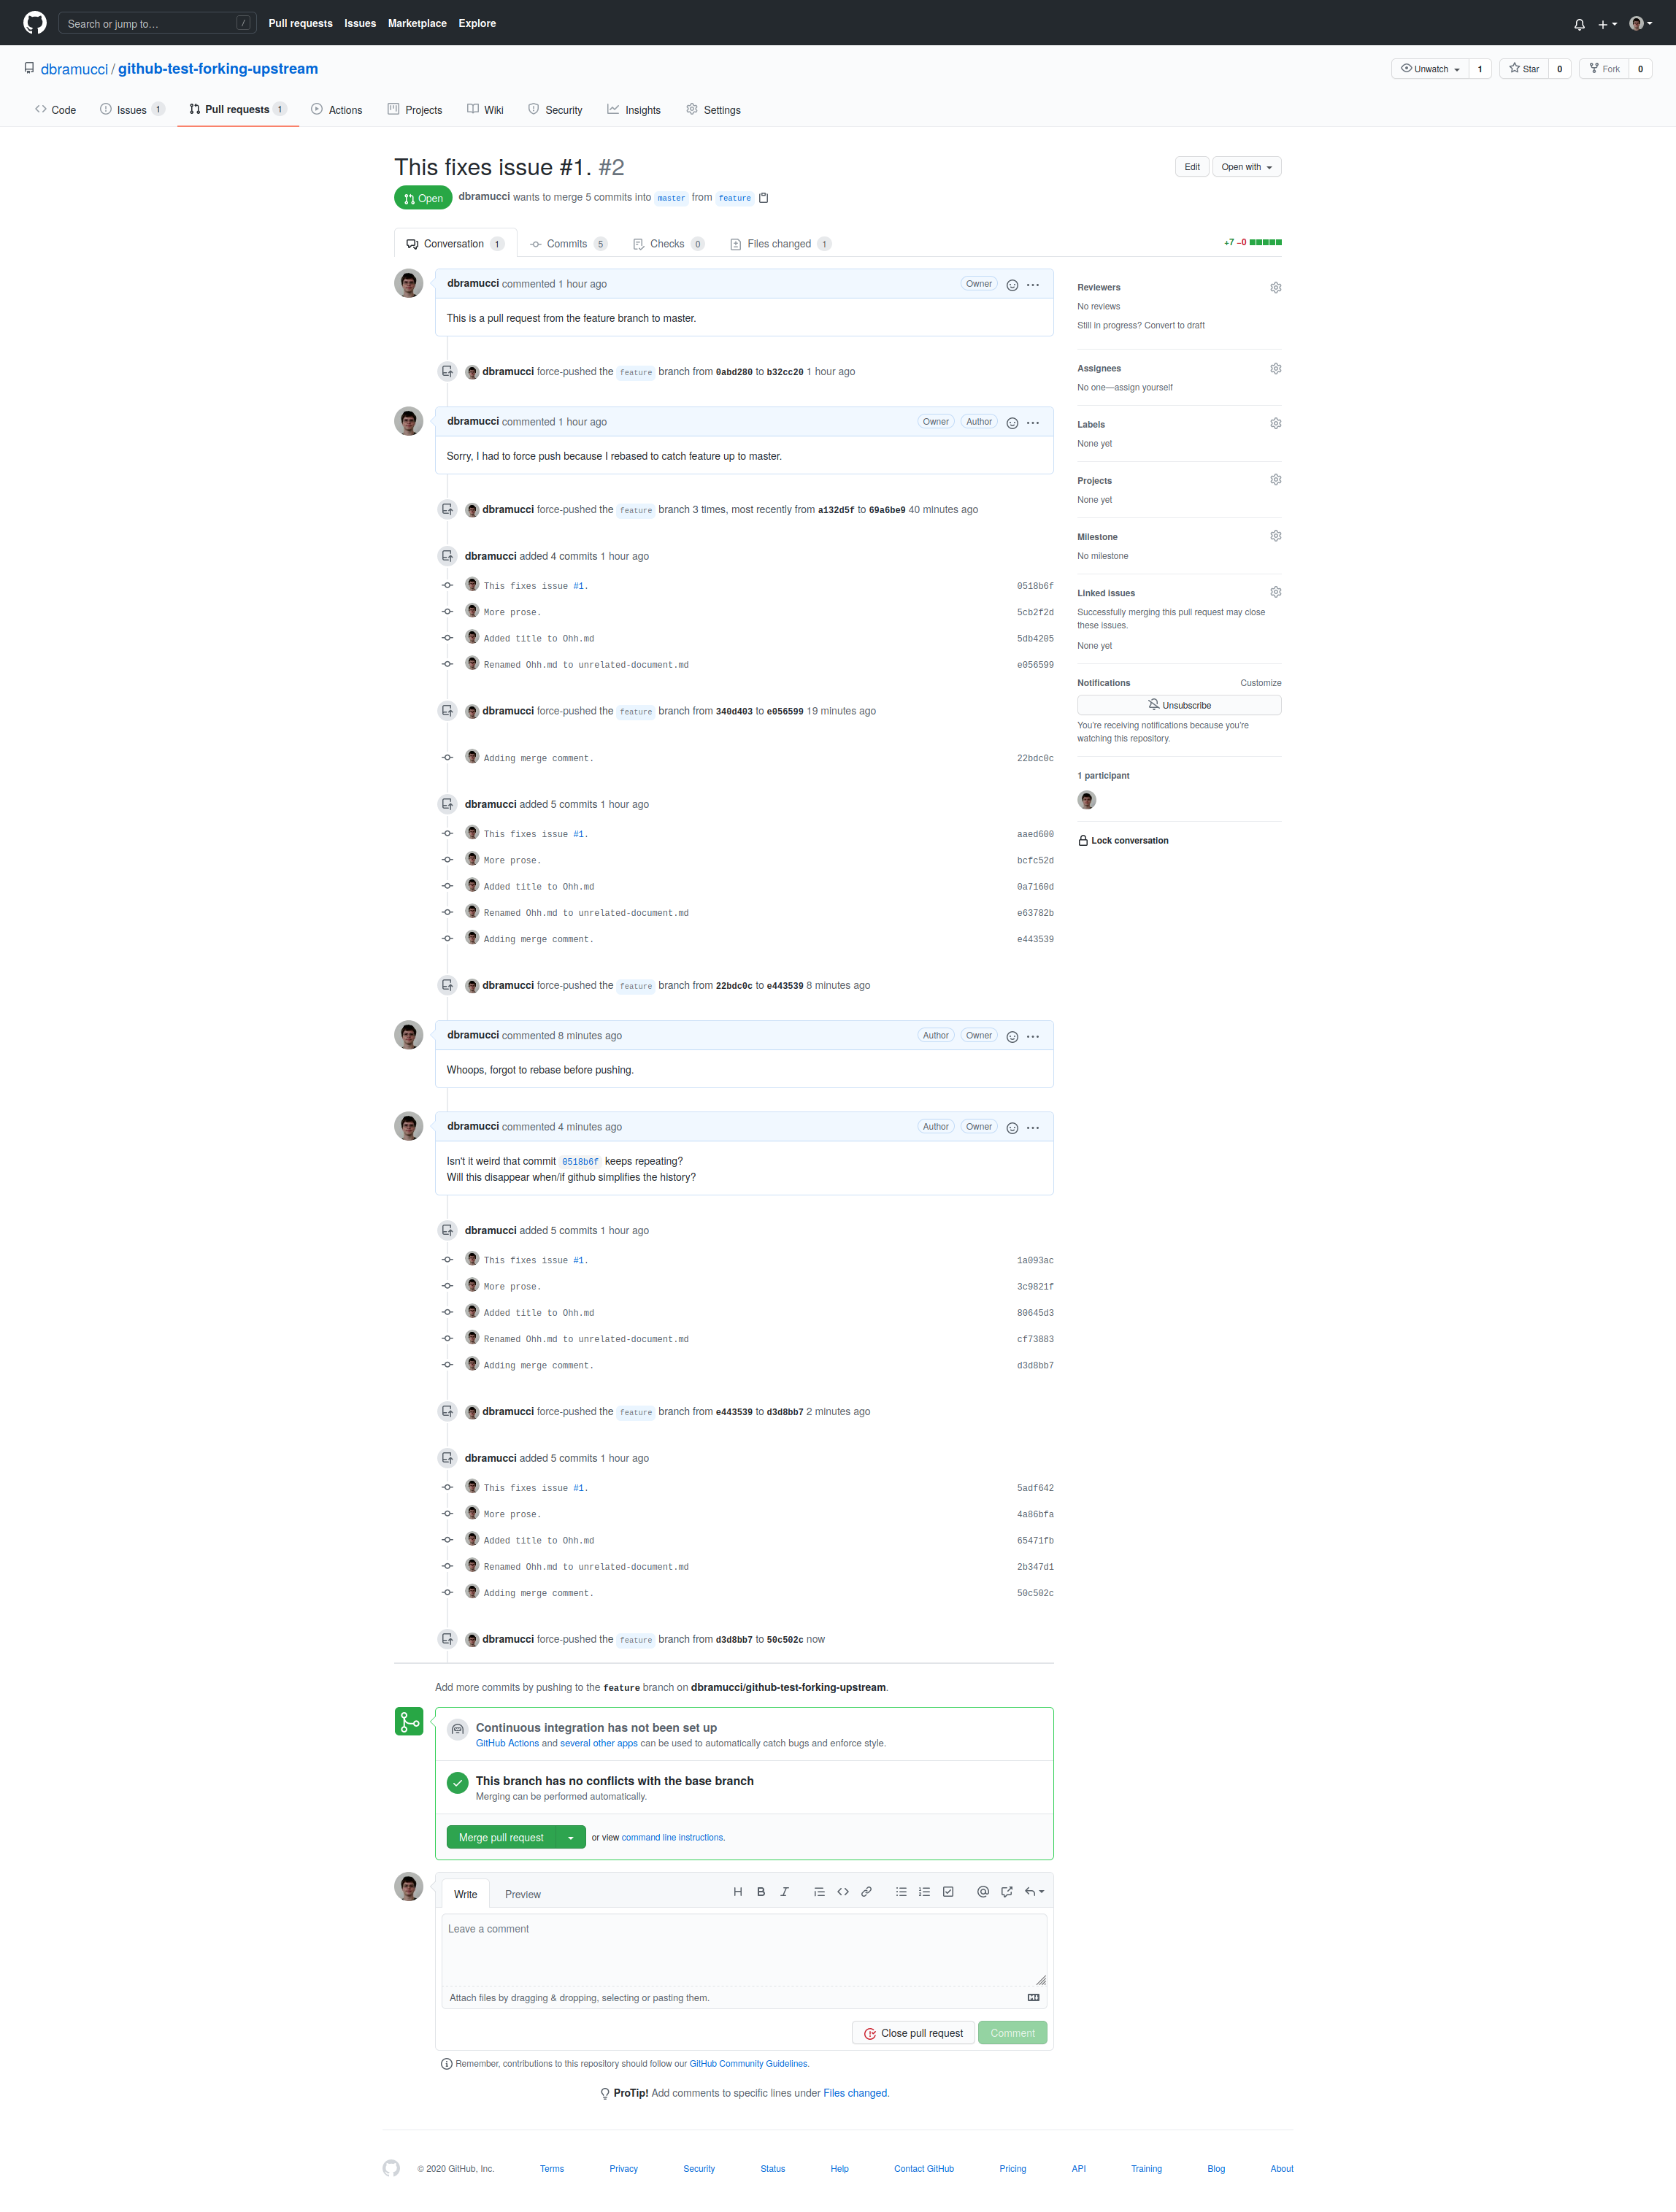 Search or jump to… /
Pull requests Issues Marketplace Explore
dbramucci / github-test-forking-upstream
Unwatch 1 Star 0 Fork 0
Code Issues 1 Pull requests 1 Actions Projects Wiki Security Insights Settings
This fixes issue #1. #2
Edit Open with
Open dbramucci wants to merge 5 commits into master from feature
Conversation 1 Commits 5 Checks 0 Files changed 1
+7 −0
dbramucci commented 1 hour ago Owner
This is a pull request from the feature branch to master.
dbramucci force-pushed the feature branch from 0abd280 to b32cc20 1 hour ago
dbramucci commented 1 hour ago Owner Author
Sorry, I had to force push because I rebased to catch feature up to master.
dbramucci force-pushed the feature branch 3 times, most recently from a132d5f to 69a6be9 40 minutes ago
dbramucci added 4 commits 1 hour ago
This fixes issue #1. 0518b6f
More prose. 5cb2f2d
Added title to Ohh.md 5db4205
Renamed Ohh.md to unrelated-document.md e056599
dbramucci force-pushed the feature branch from 340d403 to e056599 19 minutes ago
Adding merge comment. 22bdc0c
dbramucci added 5 commits 1 hour ago
This fixes issue #1. aaed600
More prose. bcfc52d
Added title to Ohh.md 0a7160d
Renamed Ohh.md to unrelated-document.md e63782b
Adding merge comment. e443539
dbramucci force-pushed the feature branch from 22bdc0c to e443539 8 minutes ago
dbramucci commented 8 minutes ago Author Owner
Whoops, forgot to rebase before pushing.
dbramucci commented 4 minutes ago Author Owner
Isn't it weird that commit 0518b6f keeps repeating?
Will this disappear when/if github simplifies the history?
dbramucci added 5 commits 1 hour ago
This fixes issue #1. 1a093ac
More prose. 3c9821f
Added title to Ohh.md 80645d3
Renamed Ohh.md to unrelated-document.md cf73883
Adding merge comment. d3d8bb7
dbramucci force-pushed the feature branch from e443539 to d3d8bb7 2 minutes ago
dbramucci added 5 commits 1 hour ago
This fixes issue #1. 5adf642
More prose. 4a86bfa
Added title to Ohh.md 65471fb
Renamed Ohh.md to unrelated-document.md 2b347d1
Adding merge comment. 50c502c
dbramucci force-pushed the feature branch from d3d8bb7 to 50c502c now
Reviewers
No reviews
Still in progress? Convert to draft
Assignees
No one—assign yourself
Labels
None yet
Projects
None yet
Milestone
No milestone
Linked issues
Successfully merging this pull request may close
these issues.
None yet
Notifications Customize
Unsubscribe
You're receiving notifications because you're
watching this repository.
1 participant
Lock conversation
Add more commits by pushing to the feature branch on dbramucci/github-test-forking-upstream.
Continuous integration has not been set up
GitHub Actions and several other apps can be used to automatically catch bugs and enforce style.
This branch has no conflicts with the base branch
Merging can be performed automatically.
Merge pull request or view command line instructions.
Write Preview
Leave a comment
Attach files by dragging & dropping, selecting or pasting them.
Close pull request Comment
Remember, contributions to this repository should follow our GitHub Community Guidelines.
ProTip! Add comments to specific lines under Files changed.
© 2020 GitHub, Inc. Terms Privacy Security Status Help Contact GitHub Pricing API Training Blog About